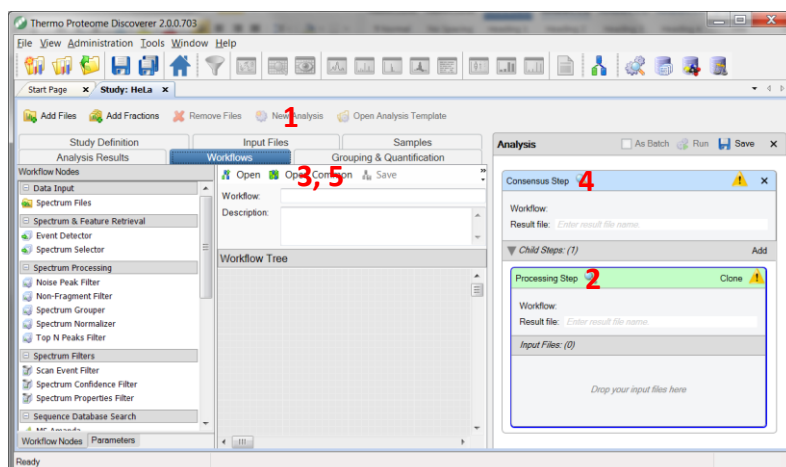 Thermo Proteome Discoverer 2.0.0.703
File View Administration Tools Window Help
Start Page x Study: HeLa x
Add Files Add Fractions Remove Files New Analysis Open Analysis Template
1
Study Definition Input Files Samples
Analysis Results Workflows Grouping & Quantification
Workflow Nodes
Data Input
Spectrum Files
Spectrum & Feature Retrieval
Event Detector
Spectrum Selector
Spectrum Processing
Noise Peak Filter
Non-Fragment Filter
Spectrum Grouper
Spectrum Normalizer
Top N Peaks Filter
Spectrum Filters
Scan Event Filter
Spectrum Confidence Filter
Spectrum Properties Filter
Sequence Database Search
MS Amanda
Workflow Nodes Parameters
Open Open Common Save
3, 5
Workflow:
Description:
Workflow Tree
Analysis As Batch Run Save
Consensus Step 4
Workflow:
Result file: Enter result file name.
Child Steps: (1) Add
Processing Step 2 Clone
Workflow:
Result file: Enter result file name.
Input Files: (0)
Drop your input files here
Ready